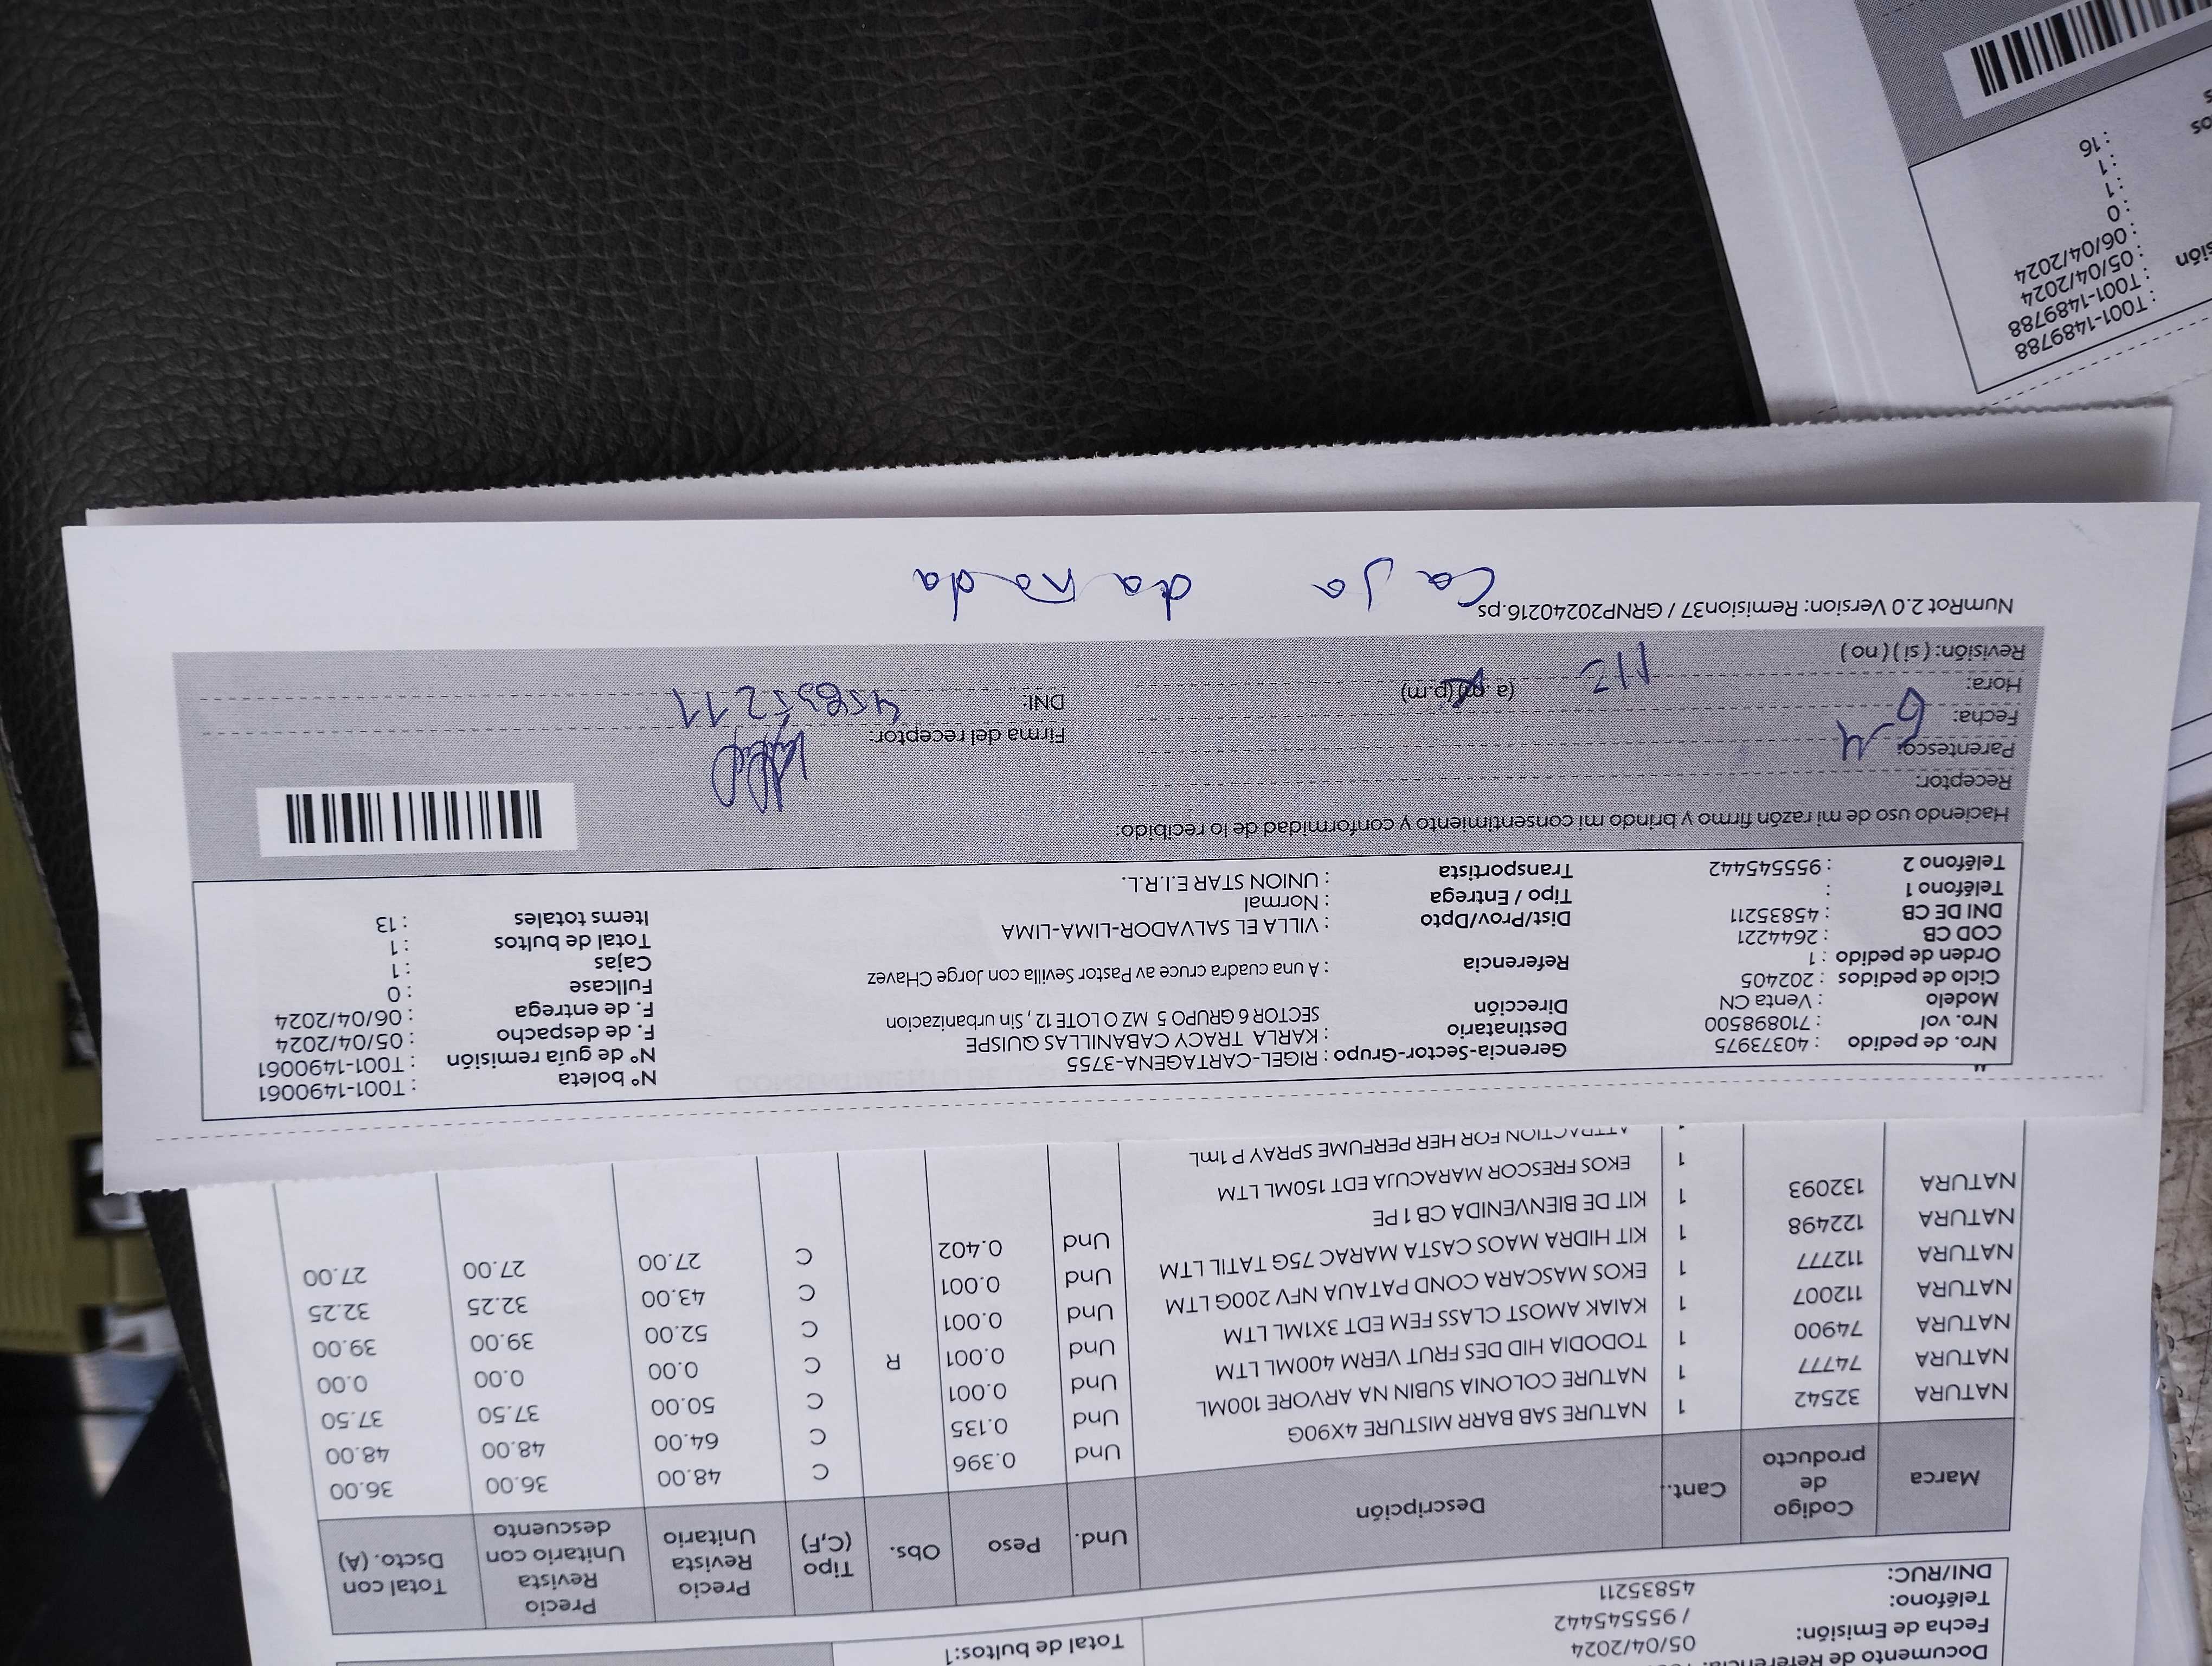 Documento de Referencia:
Fecha de Emisión: 05/04/2024
Teléfono: / 955545442
DNI/RUC: 45835211
Total de bultos:1
Marca Codigo de producto Cant.. Descripción Und. Peso Obs. Tipo (C,F) Precio Revista Unitario Precio Revista Unitario con descuento Total con Dscto. (A)
NATURA 32542 1 NATURE SAB BARR MISTURE 4X90G Und 0.396 C 48.00 36.00 36.00
NATURA 74777 1 NATURE COLONIA SUBIN NA ARVORE 100ML Und 0.135 C 64.00 48.00 48.00
NATURA 74900 1 TODODIA HID DES FRUT VERM 400ML LTM Und 0.001 C 50.00 37.50 37.50
NATURA 112007 1 KAIAK AMOST CLASS FEM EDT 3X1ML LTM Und 0.001 R C 0.00 0.00 0.00
NATURA 112777 1 EKOS MASCARA COND PATAUA NFV 200G LTM Und 0.001 C 52.00 39.00 39.00
NATURA 122498 1 KIT HIDRA MAOS CASTA MARAC 75G TATIL LTM Und 0.001 C 43.00 32.25 32.25
NATURA 132093 1 KIT DE BIENVENIDA CB 1 PE Und 0.402 C 27.00 27.00 27.00
1 EKOS FRESCOR MARACUJA EDT 150ML LTM
1 ATTRACTION FOR HER PERFUME SPRAY P 1mL
Nro. de pedido : 40373975
Nro. vol : 710898500
Modelo : Venta CN
Ciclo de pedidos : 202405
Orden de pedido : 1
COD CB : 2644221
DNI DE CB : 45835211
Teléfono 1 :
Teléfono 2 : 955545442
Gerencia-Sector-Grupo : RIGEL-CARTAGENA-3755
Destinatario : KARLA TRACY CABANILLAS QUISPE
Dirección SECTOR 6 GRUPO 5 MZ O LOTE 12 , Sin urbanizacion
Referencia : A una cuadra cruce av Pastor Sevilla con Jorge CHavez
Dist/Prov/Dpto : VILLA EL SALVADOR-LIMA-LIMA
Tipo / Entrega : Normal
Transportista : UNION STAR E.I.R.L.
N° boleta : T001-1490061
N° de guía remisión : T001-1490061
F. de despacho : 05/04/2024
F. de entrega : 06/04/2024
Fullcase : 0
Cajas : 1
Total de bultos : 1
Items totales : 13
Haciendo uso de mi razón firmo y brindo mi consentimiento y conformidad de lo recibido:
Receptor:
Parentesco:
Fecha: 6-4
Hora: (a .m)(p.m)
Revisión: ( si ) ( no )
Firma del receptor:
DNI: 45835211
NumRot 2.0 Version: Remision37 / GRNP20240216.ps
Caja dañada
: T001-1489788
: T001-1489788
: 05/04/2024
: 06/04/2024
: 0
: 1
: 1
: 16